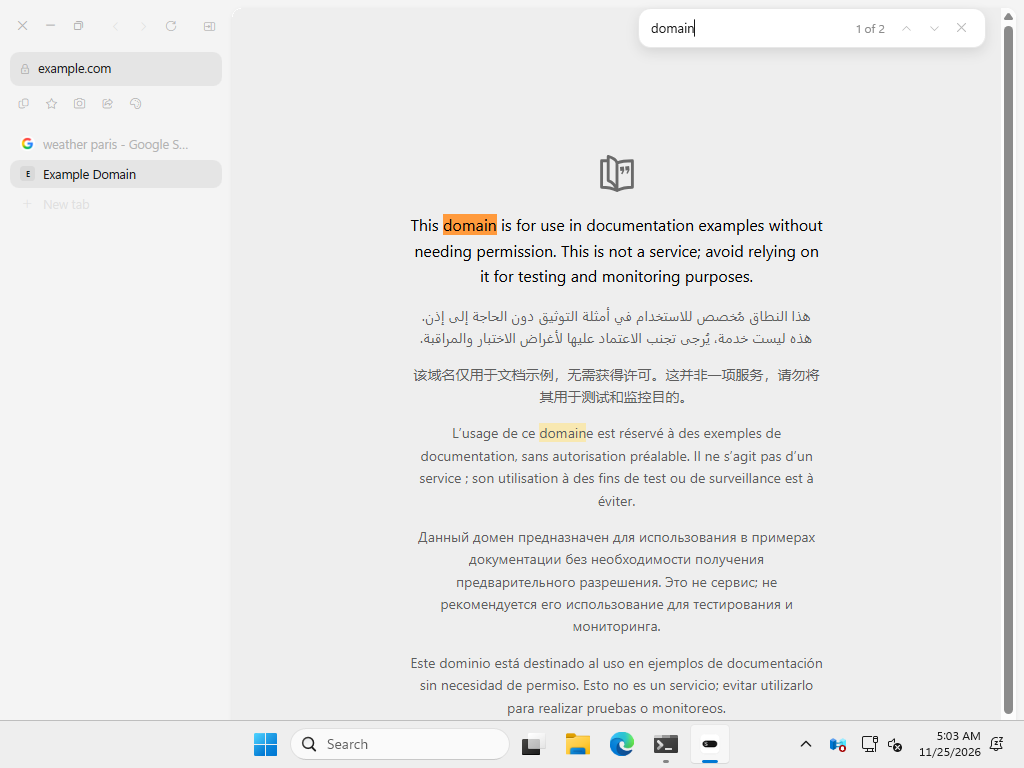 domain
1 of 2
example.com
weather paris - Google S...
E
Example Domain
New tab
This domain is for use in documentation examples without
needing permission. This is not a service; avoid relying on
it for testing and monitoring purposes.
هذا النطاق مُخصص للاستخدام في أمثلة التوثيق دون الحاجة إلى إذن.
هذه ليست خدمة، يُرجى تجنب الاعتماد عليها لأغراض الاختبار والمراقبة.
该域名仅用于文档示例，无需获得许可。这并非一项服务，请勿将
其用于测试和监控目的。
L’usage de ce domaine est réservé à des exemples de
documentation, sans autorisation préalable. Il ne s’agit pas d’un
service ; son utilisation à des fins de test ou de surveillance est à
éviter.
Данный домен предназначен для использования в примерах
документации без необходимости получения
предварительного разрешения. Это не сервис; не
рекомендуется его использование для тестирования и
мониторинга.
Este dominio está destinado al uso en ejemplos de documentación
sin necesidad de permiso. Esto no es un servicio; evitar utilizarlo
para realizar pruebas o monitoreos.
Search
5:03 AM
11/25/2026